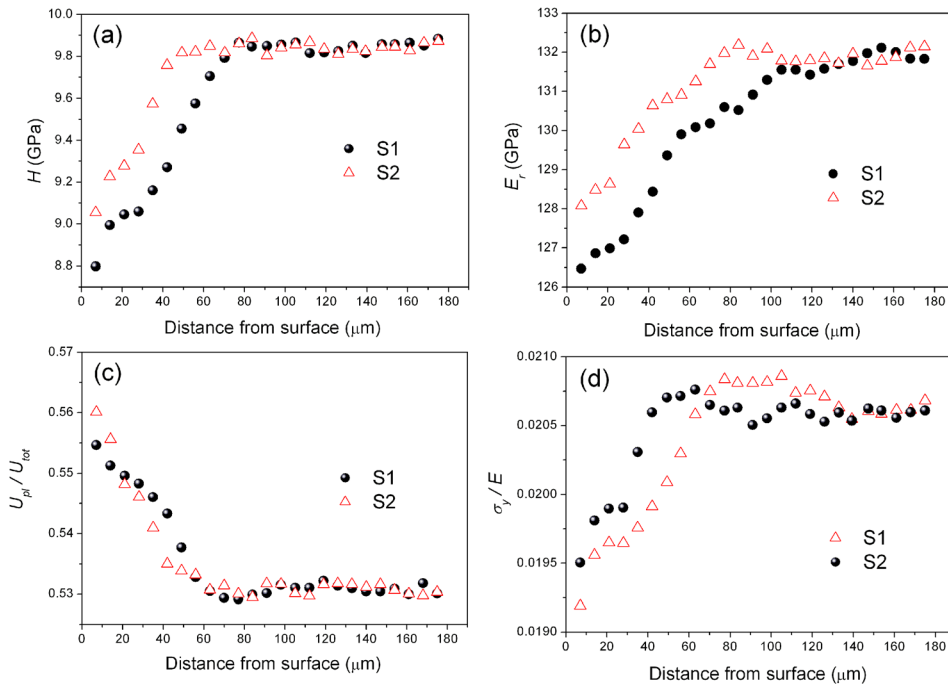 (a)
H (GPa)
10.0
9.8
9.6
9.4
9.2
9.0
8.8
S1
S2
0 20 40 60 80 100 120 140 160 180
Distance from surface (μm)
(b)
E_r (GPa)
133
132
131
130
129
128
127
126
S1
S2
0 20 40 60 80 100 120 140 160 180
Distance from surface (μm)
(c)
U_pl / U_tot
0.57
0.56
0.55
0.54
0.53
S1
S2
0 20 40 60 80 100 120 140 160 180
Distance from surface (μm)
(d)
σ_y / E
0.0210
0.0205
0.0200
0.0195
0.0190
S1
S2
0 20 40 60 80 100 120 140 160 180
Distance from surface (μm)